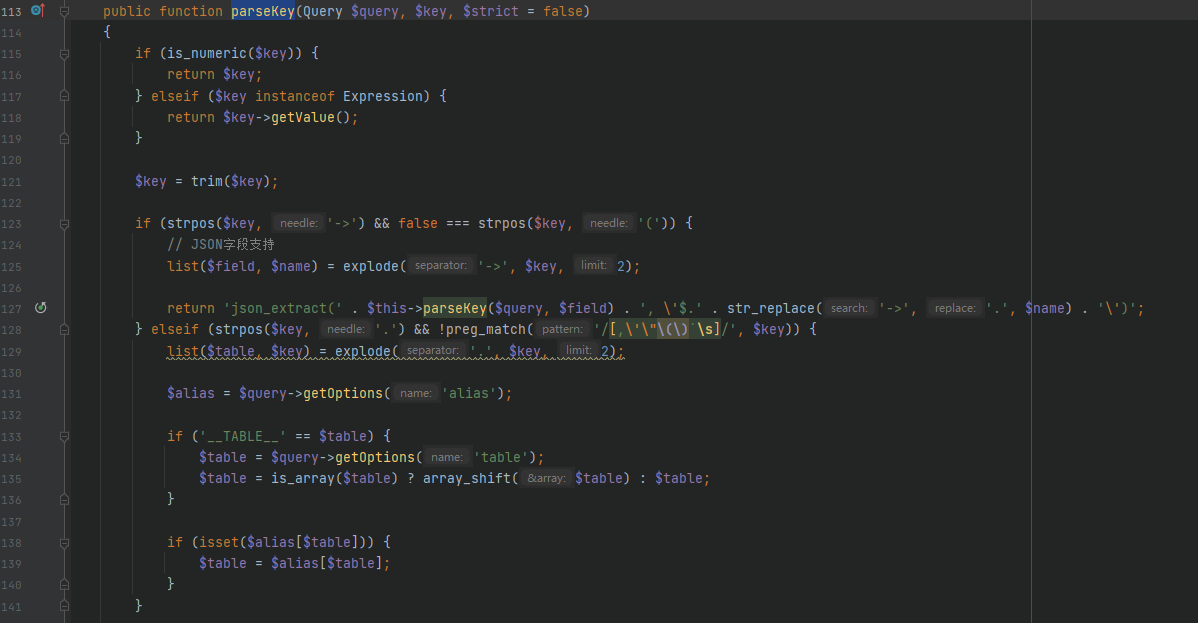 113 public function parseKey(Query $query, $key, $strict = false)
114 {
115 if (is_numeric($key)) {
116 return $key;
117 } elseif ($key instanceof Expression) {
118 return $key->getValue();
119 }
120
121 $key = trim($key);
122
123 if (strpos($key, needle: '->') && false === strpos($key, needle: '(')) {
124 // JSON字段支持
125 list($field, $name) = explode( separator: '->', $key, limit: 2);
126
127 return 'json_extract(' . $this->parseKey($query, $field) . ', \'$.' . str_replace( search: '->', replace: '.', $name) . '\')';
128 } elseif (strpos($key, needle: '.') && !preg_match( pattern: '/[,\'\"\(\)`\s]/', $key)) {
129 list($table, $key) = explode( separator: '.', $key, limit: 2);
130
131 $alias = $query->getOptions( name: 'alias');
132
133 if ('__TABLE__' == $table) {
134 $table = $query->getOptions( name: 'table');
135 $table = is_array($table) ? array_shift( &array: $table) : $table;
136 }
137
138 if (isset($alias[$table])) {
139 $table = $alias[$table];
140 }
141 }